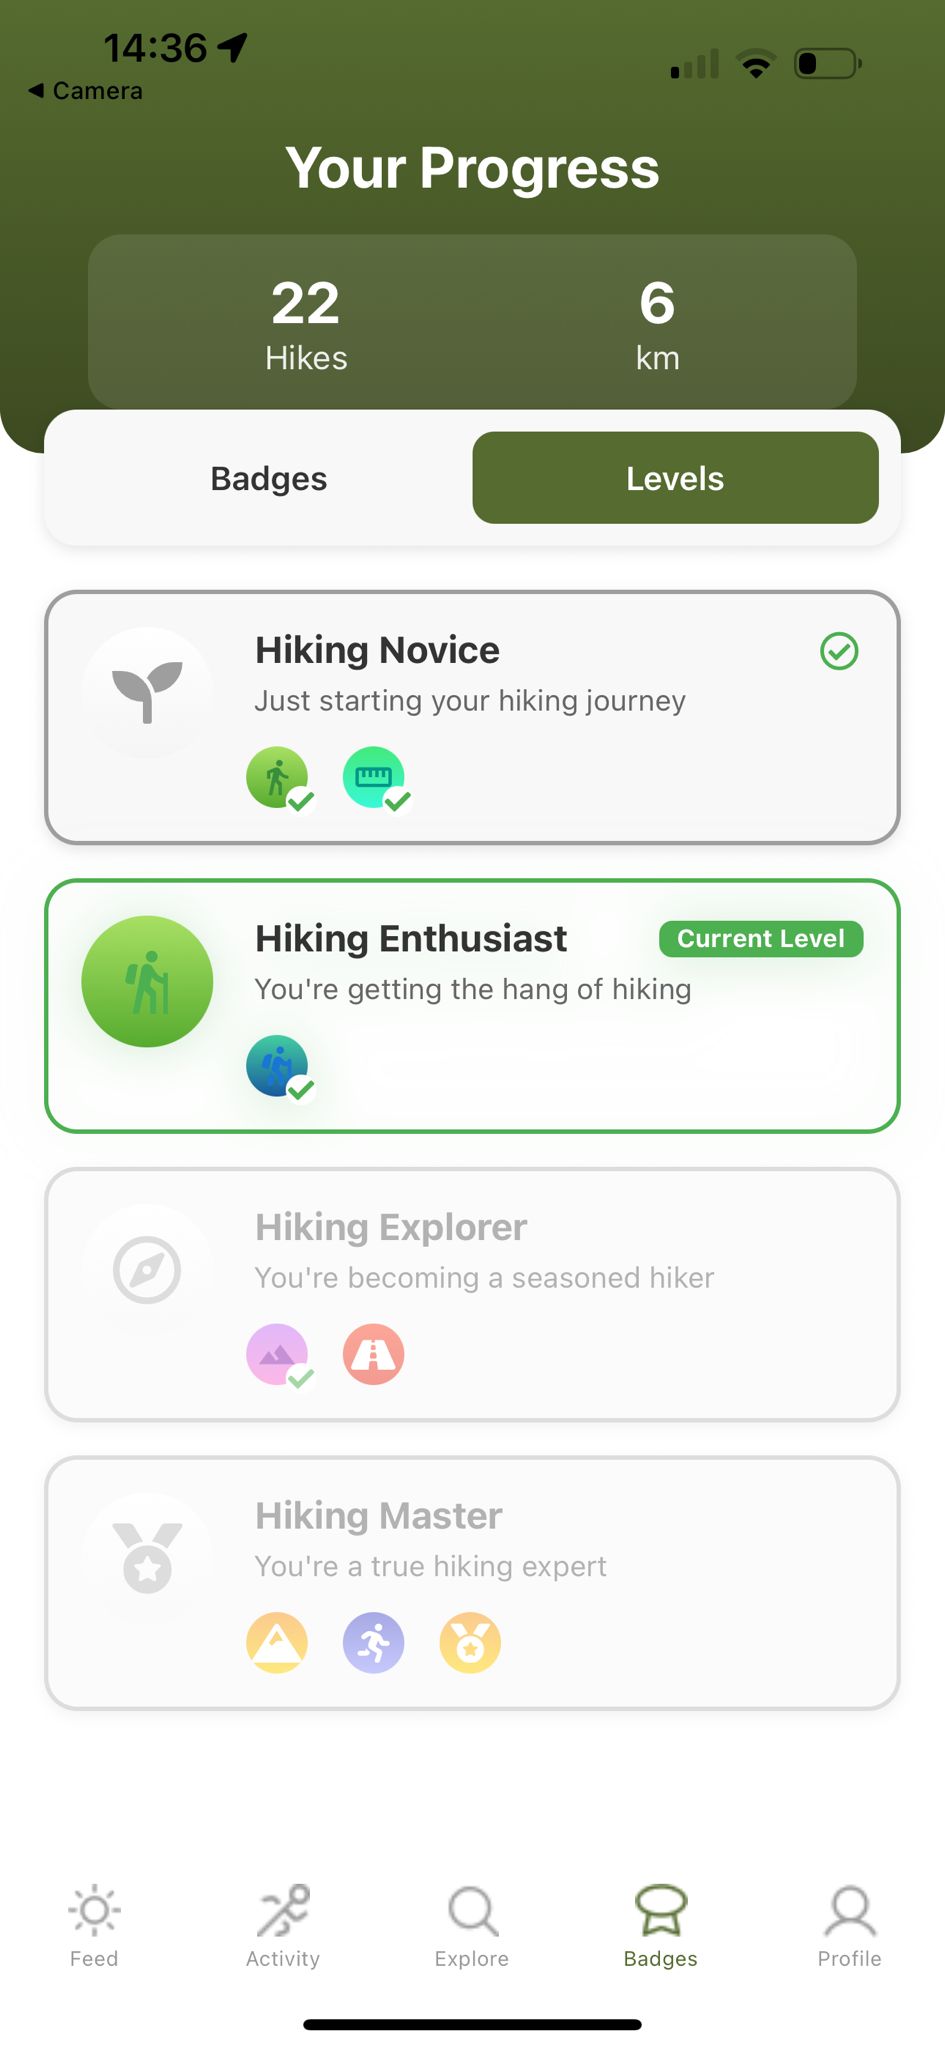 14:36
Camera
Your Progress
22 6
Hikes km
Badges Levels
Hiking Novice
Just starting your hiking journey
Hiking Enthusiast Current Level
You're getting the hang of hiking
Hiking Explorer
You're becoming a seasoned hiker
Hiking Master
You're a true hiking expert
Feed Activity Explore Badges Profile